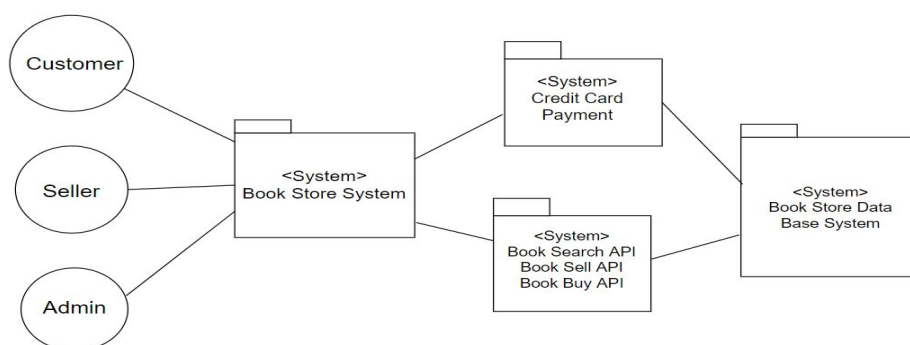 Customer
Seller
Admin
<System>
Book Store System
<System>
Credit Card
Payment
<System>
Book Search API
Book Sell API
Book Buy API
<System>
Book Store Data
Base System